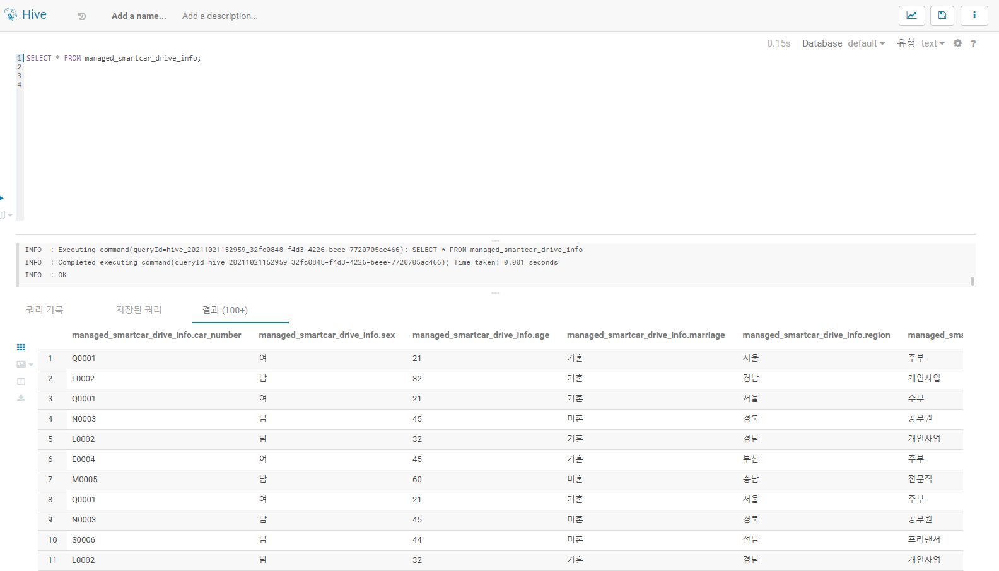 Hive Add a name... Add a description...
0.15s Database default 유형 text ?
1 SELECT * FROM managed_smartcar_drive_info;
2
3
4
INFO : Executing command(queryId=hive_20211021152959_32fc0848-f4d3-4226-beee-7720705ac466): SELECT * FROM managed_smartcar_drive_info
INFO : Completed executing command(queryId=hive_20211021152959_32fc0848-f4d3-4226-beee-7720705ac466); Time taken: 0.001 seconds
INFO : OK
쿼리 기록 저장된 쿼리 결과 (100+)
managed_smartcar_drive_info.car_number managed_smartcar_drive_info.sex managed_smartcar_drive_info.age managed_smartcar_drive_info.marriage managed_smartcar_drive_info.region managed_sma
1 Q0001 여 21 기혼 서울 주부
2 L0002 남 32 기혼 경남 개인사업
3 Q0001 여 21 기혼 서울 주부
4 N0003 남 45 미혼 경북 공무원
5 L0002 남 32 기혼 경남 개인사업
6 E0004 여 45 기혼 부산 주부
7 M0005 남 60 미혼 충남 전문직
8 Q0001 여 21 기혼 서울 주부
9 N0003 남 45 미혼 경북 공무원
10 S0006 남 44 미혼 전남 프리랜서
11 L0002 남 32 기혼 경남 개인사업